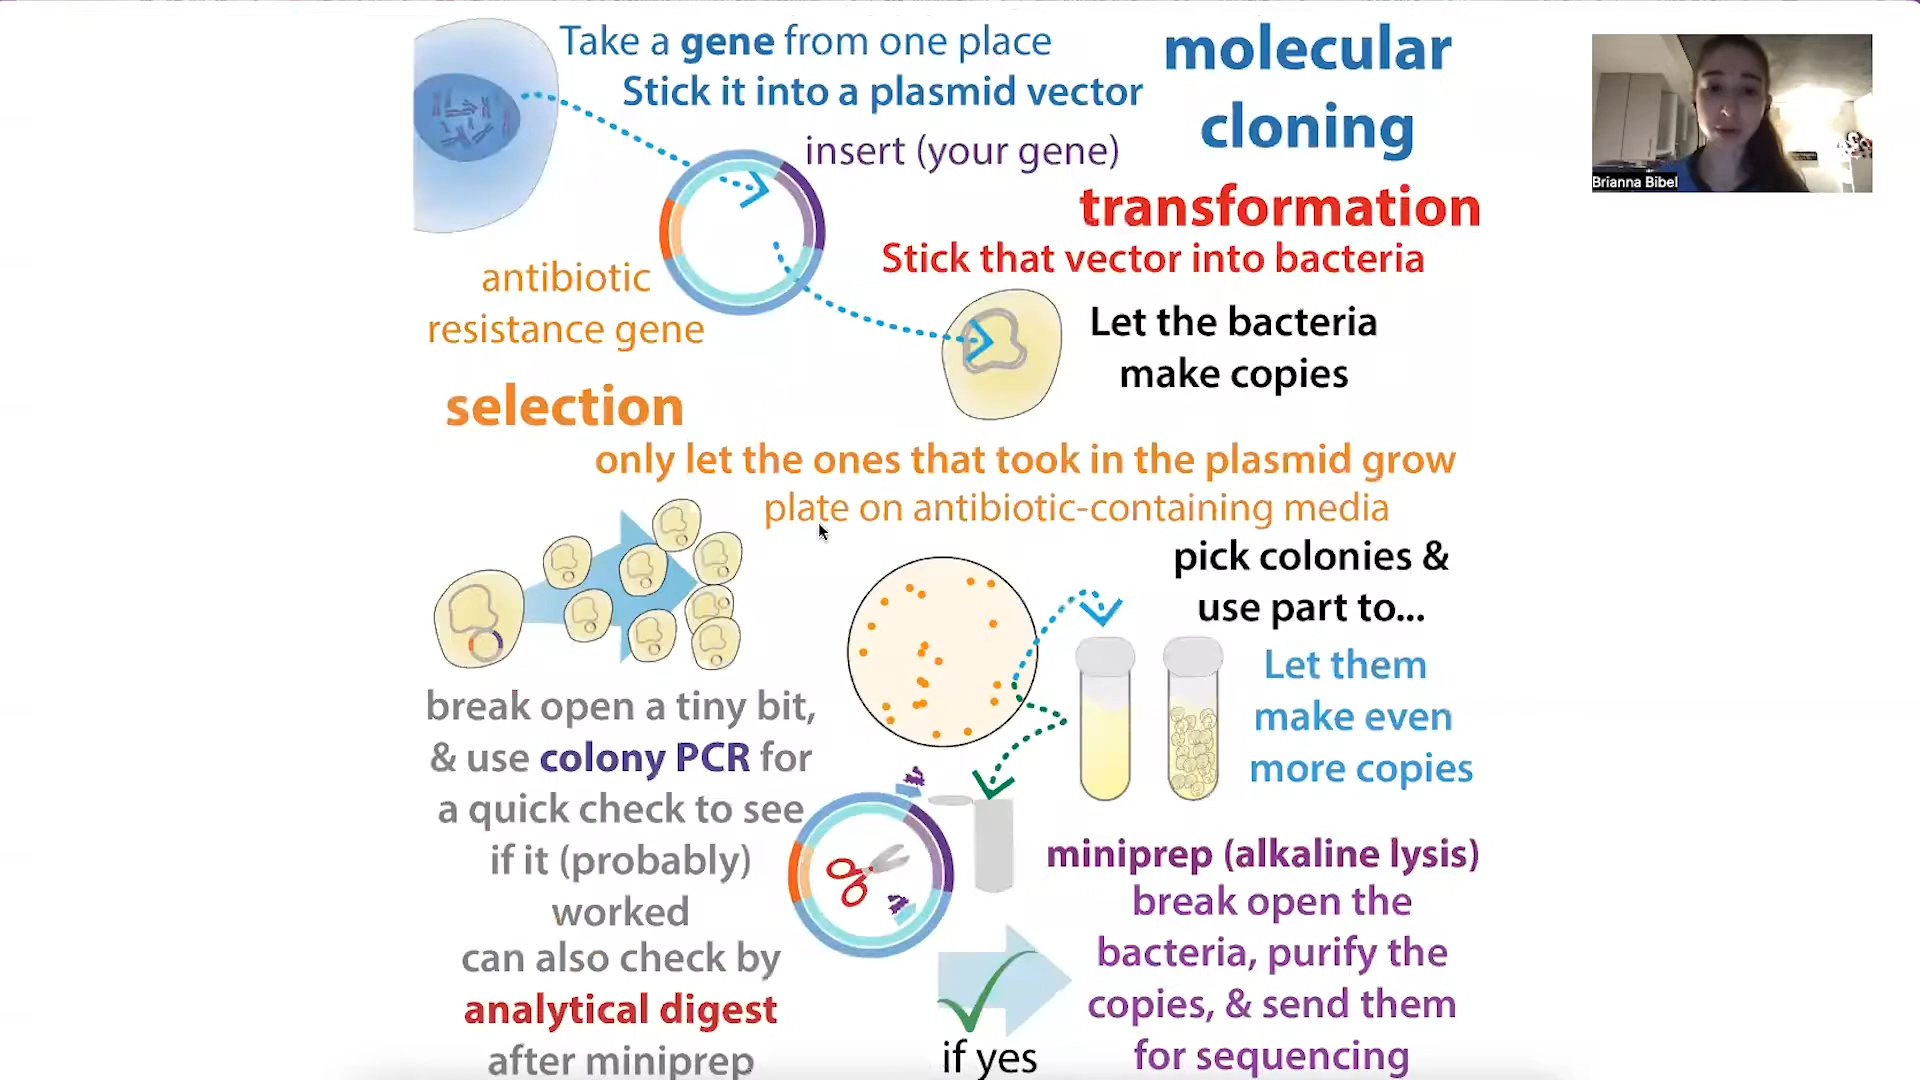 Take a gene from one place
Stick it into a plasmid vector
molecular
cloning
insert (your gene)
Brianna Bibel
transformation
Stick that vector into bacteria
antibiotic
resistance gene
Let the bacteria
make copies
selection
only let the ones that took in the plasmid grow
plate on antibiotic-containing media
pick colonies &
use part to...
Let them
make even
more copies
break open a tiny bit,
& use colony PCR for
a quick check to see
if it (probably)
worked
can also check by
analytical digest
after miniprep
if yes
miniprep (alkaline lysis)
break open the
bacteria, purify the
copies, & send them
for sequencing